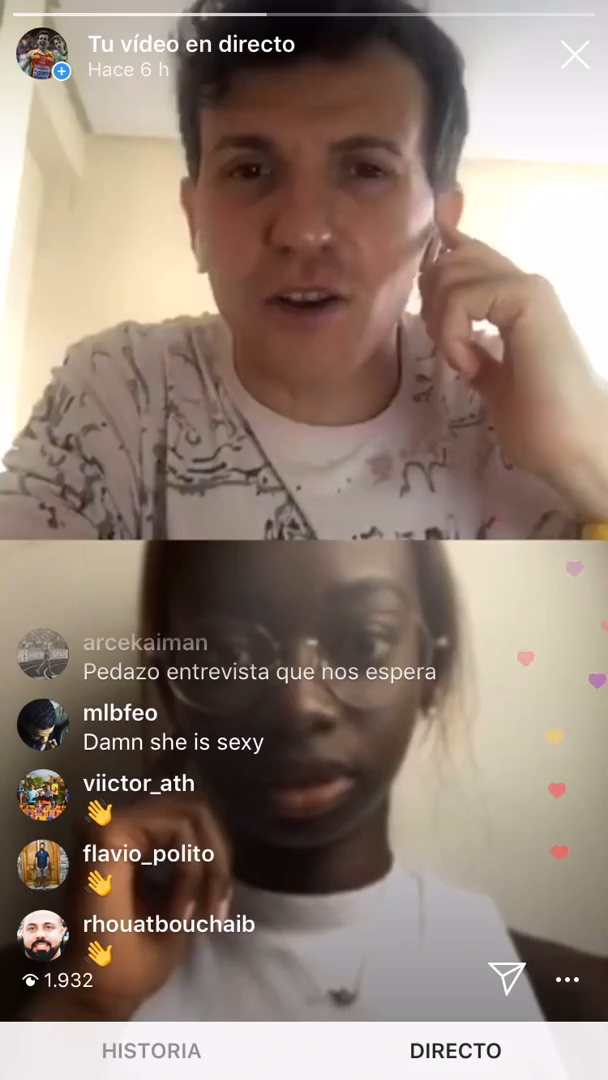 Tu vídeo en directo
Hace 6 h
arcekaiman
Pedazo entrevista que nos espera
mlbfeo
Damn she is sexy
viictor_ath
👋
flavio_polito
👋
rhouatbouchaib
👋
1.932
HISTORIA
DIRECTO